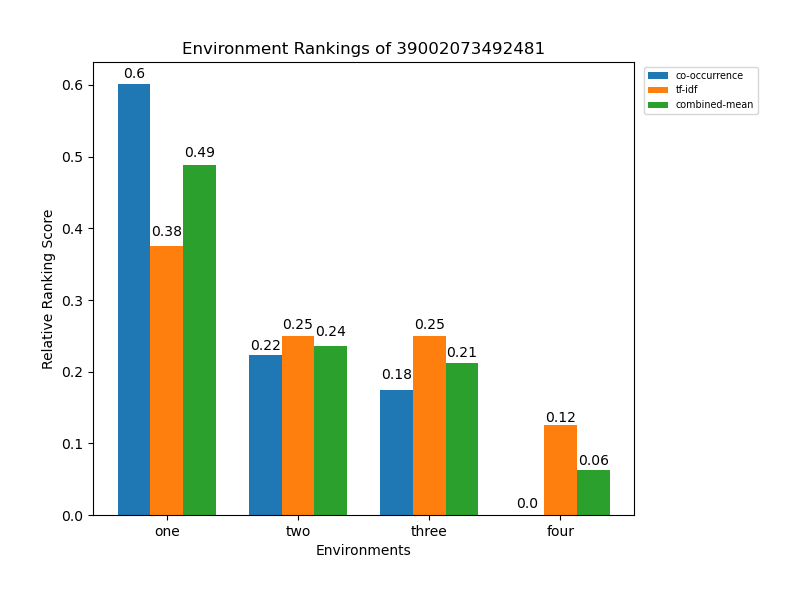 Environment Rankings of 39002073492481
co-occurrence
tf-idf
combined-mean
Relative Ranking Score
0.6
0.5
0.4
0.3
0.2
0.1
0.0
0.6
0.38
0.49
0.22
0.25
0.24
0.18
0.25
0.21
0.0
0.12
0.06
one two three four
Environments